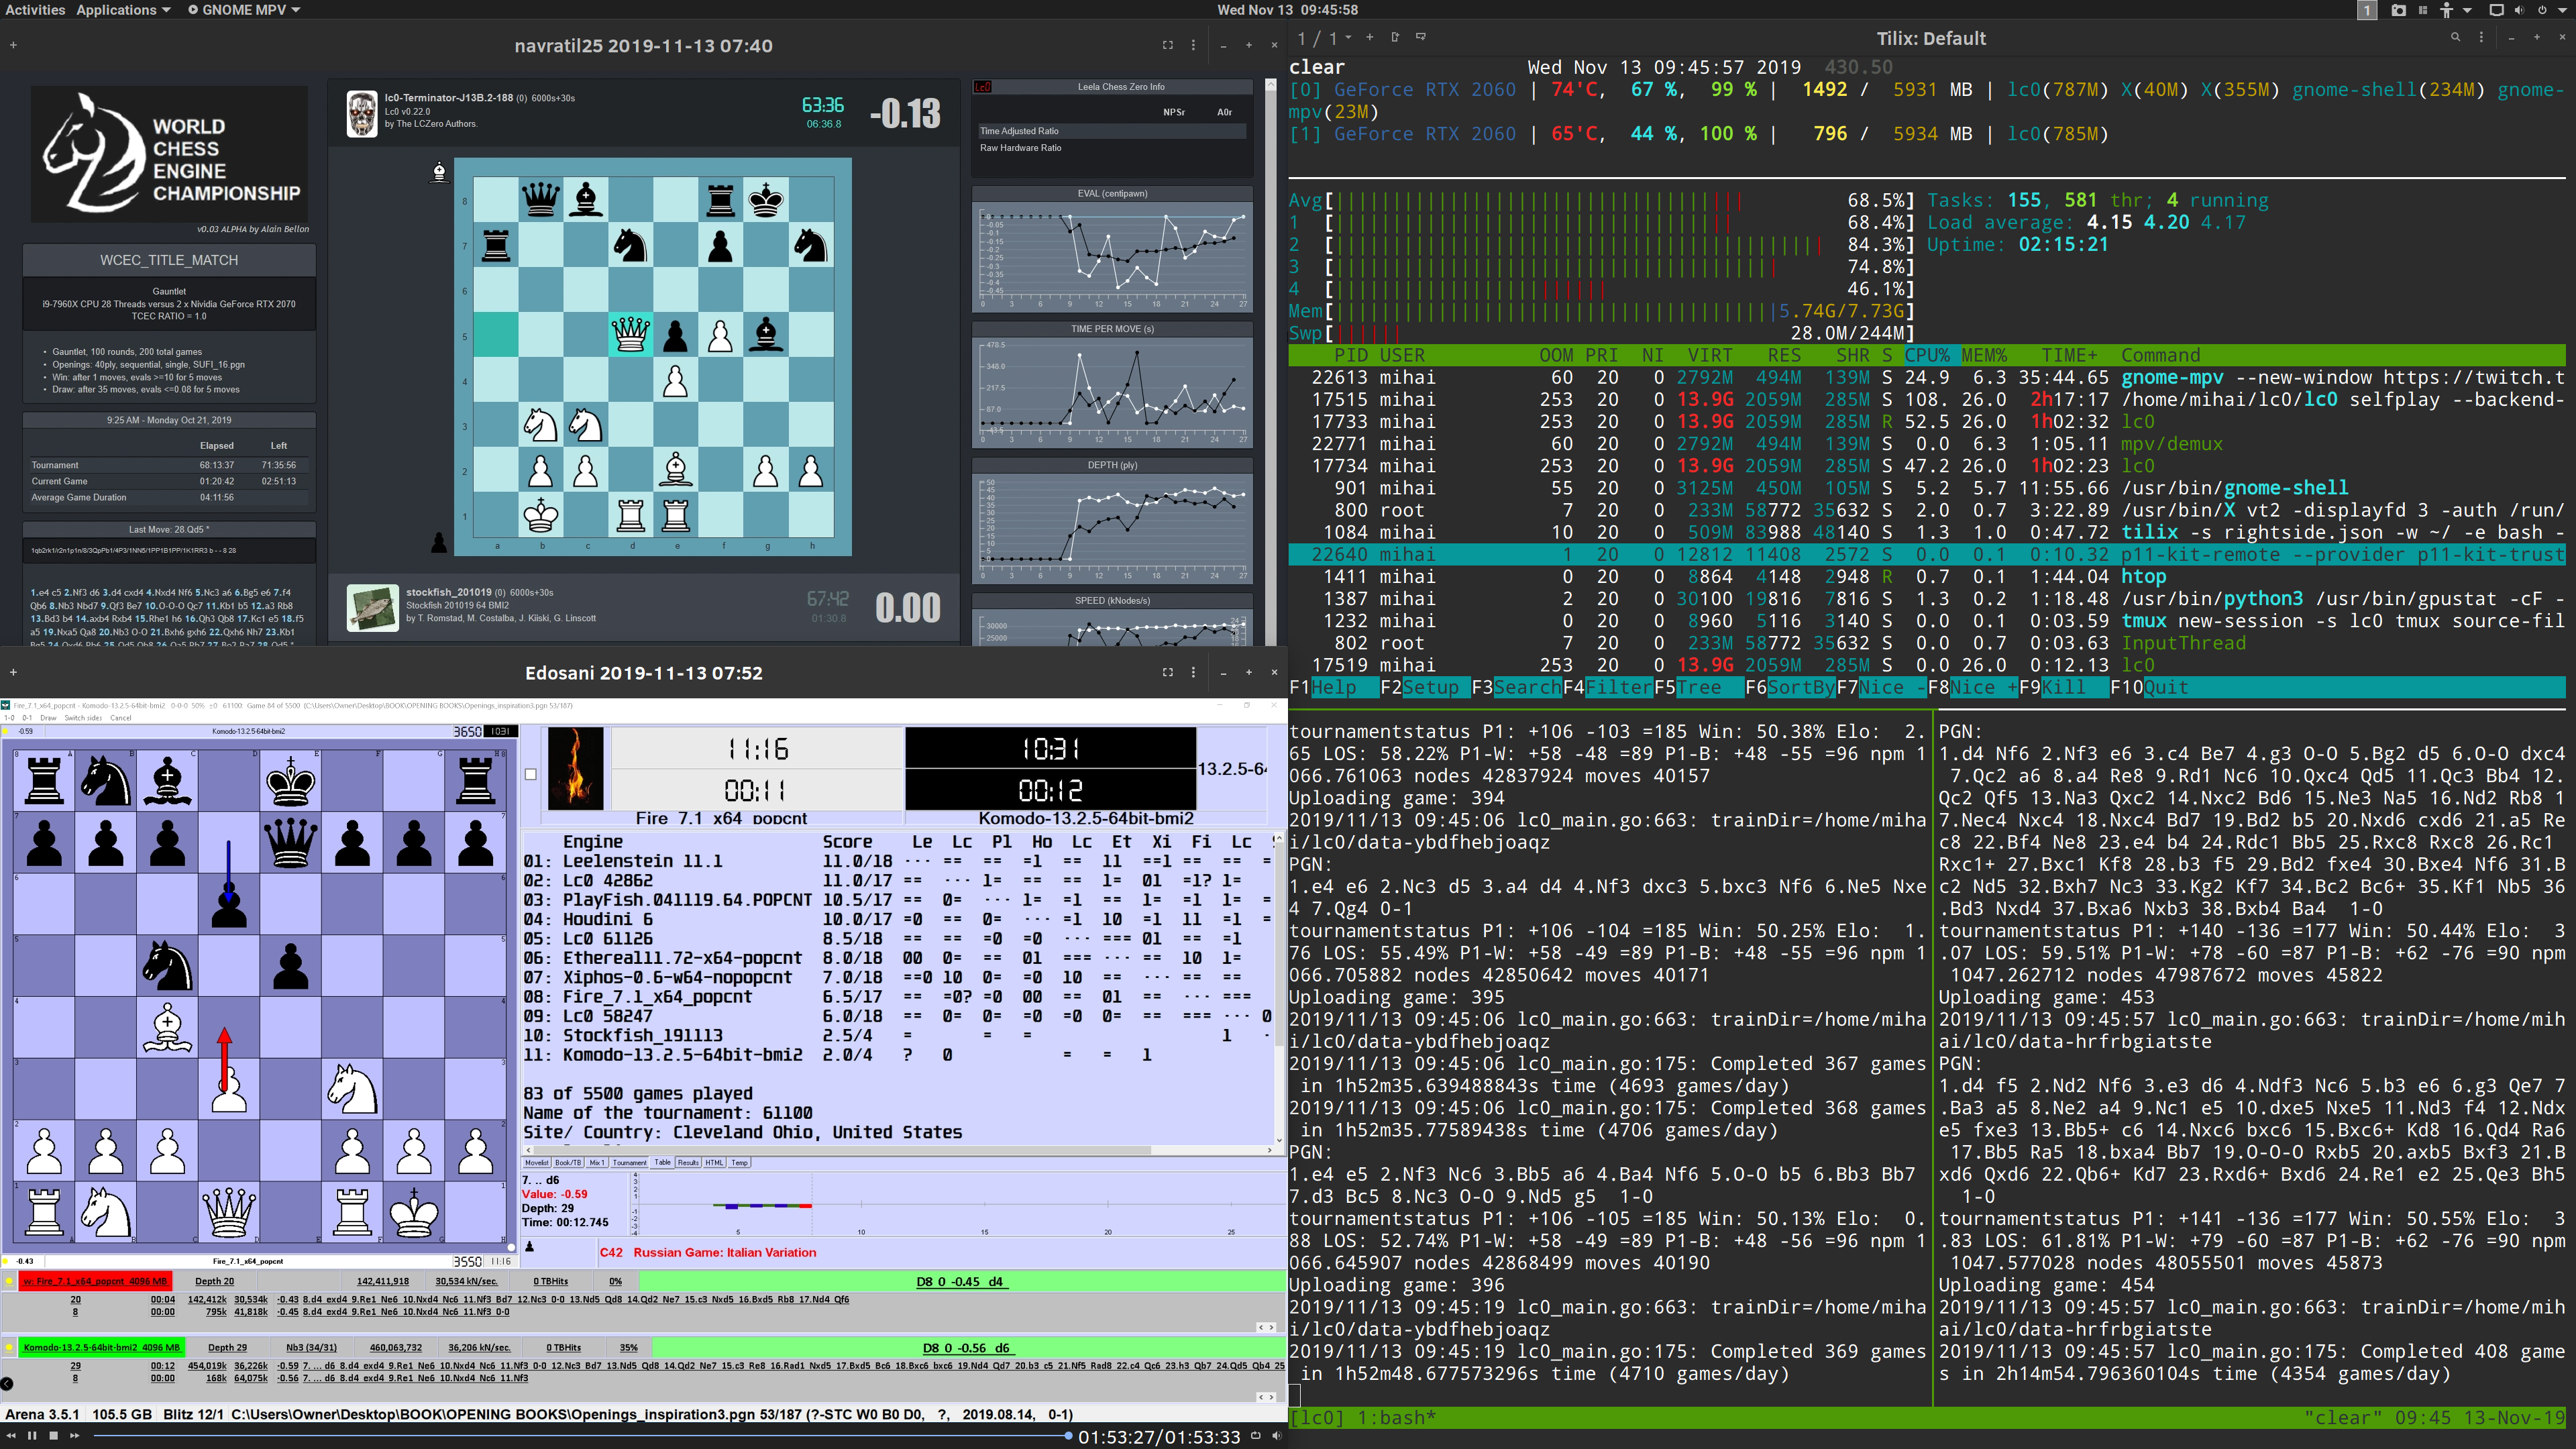 Activities Applications GNOME MPV
Wed Nov 13 09:45:58
1
navratil25 2019-11-13 07:40
WORLD
CHESS
ENGINE
CHAMPIONSHIP
v0.03 ALPHA by Alain Bellon
WCEC_TITLE_MATCH
Gauntlet
i9-7960X CPU 28 Threads versus 2 x Nividia GeForce RTX 2070
TCEC RATIO = 1.0
• Gauntlet, 100 rounds, 200 total games
• Openings: 40ply, sequential, single, SUFI_16.pgn
• Win: after 1 moves, evals >=10 for 5 moves
• Draw: after 35 moves, evals <=0.08 for 5 moves
9:25 AM - Monday Oct 21, 2019
Elapsed Left
Tournament 68:13:37 71:35:56
Current Game 01:20:42 02:51:13
Average Game Duration 04:11:56
Last Move: 28.Qd5 *
1qb2rk1/r2n1p1n/8/3QpPb1/4P3/1NN5/1PP1B1PP/1K1RR3 b - - 8 28
1.e4 c5 2.Nf3 d6 3.d4 cxd4 4.Nxd4 Nf6 5.Nc3 a6 6.Bg5 e6 7.f4
Qb6 8.Nb3 Nbd7 9.Qf3 Be7 10.O-O-O Qc7 11.Kb1 b5 12.a3 Rb8
13.Bd3 b4 14.axb4 Rxb4 15.Rhe1 h6 16.Qh3 Qb8 17.Kc1 e5 18.f5
a5 19.Nxa5 Qa8 20.Nb3 O-O 21.Bxh6 gxh6 22.Qxh6 Nh7 23.Kb1
lc0-Terminator-J13B.2-188 (0) 6000s+30s
Lc0 v0.22.0
by The LCZero Authors.
63:36
06:36.8
-0.13
8
7
6
5
4
3
2
1
a b c d e f g h
stockfish_201019 (0) 6000s+30s
Stockfish 201019 64 BMI2
by T. Romstad, M. Costalba, J. Kiiski, G. Linscott
67:42
01:30.8
0.00
Lc0 Leela Chess Zero Info
NPSr A0r
Time Adjusted Ratio
Raw Hardware Ratio
EVAL (centipawn)
TIME PER MOVE (s)
DEPTH (ply)
SPEED (kNodes/s)
30000
25000
1 / 1
Tilix: Default
clear Wed Nov 13 09:45:57 2019 430.50
[0] GeForce RTX 2060 | 74'C, 67 %, 99 % | 1492 / 5931 MB | lc0(787M) X(40M) X(355M) gnome-shell(234M) gnome-
mpv(23M)
[1] GeForce RTX 2060 | 65'C, 44 %, 100 % | 796 / 5934 MB | lc0(785M)
Avg[ 68.5%] Tasks: 155, 581 thr; 4 running
1 [ 68.4%] Load average: 4.15 4.20 4.17
2 [ 84.3%] Uptime: 02:15:21
3 [ 74.8%]
4 [ 46.1%]
Mem[ 5.74G/7.73G]
Swp[ 28.0M/244M]
PID USER OOM PRI NI VIRT RES SHR S CPU% MEM% TIME+ Command
22613 mihai 60 20 0 2792M 494M 139M S 24.9 6.3 35:44.65 gnome-mpv --new-window https://twitch.t
17515 mihai 253 20 0 13.9G 2059M 285M S 108. 26.0 2h17:17 /home/mihai/lc0/lc0 selfplay --backend-
17733 mihai 253 20 0 13.9G 2059M 285M R 52.5 26.0 1h02:32 lc0
22771 mihai 60 20 0 2792M 494M 139M S 0.0 6.3 1:05.11 mpv/demux
17734 mihai 253 20 0 13.9G 2059M 285M S 47.2 26.0 1h02:23 lc0
901 mihai 55 20 0 3125M 450M 105M S 5.2 5.7 11:55.66 /usr/bin/gnome-shell
800 root 7 20 0 233M 58772 35632 S 2.0 0.7 3:22.89 /usr/bin/X vt2 -displayfd 3 -auth /run/
1084 mihai 10 20 0 509M 83988 48140 S 1.3 1.0 0:47.72 tilix -s rightside.json -w ~/ -e bash -
22640 mihai 1 20 0 12812 11408 2572 S 0.0 0.1 0:10.32 p11-kit-remote --provider p11-kit-trust
1411 mihai 0 20 0 8864 4148 2948 R 0.7 0.1 1:44.04 htop
1387 mihai 2 20 0 30100 19816 7816 S 1.3 0.2 1:18.48 /usr/bin/python3 /usr/bin/gpustat -cF -
1232 mihai 0 20 0 8960 5116 3140 S 0.0 0.1 0:03.59 tmux new-session -s lc0 tmux source-fil
802 root 7 20 0 233M 58772 35632 S 0.0 0.7 0:03.63 InputThread
17519 mihai 253 20 0 13.9G 2059M 285M S 0.0 26.0 0:12.13 lc0
F1Help F2Setup F3SearchF4FilterF5Tree F6SortByF7Nice -F8Nice +F9Kill F10Quit
tournamentstatus P1: +106 -103 =185 Win: 50.38% Elo: 2.
65 LOS: 58.22% P1-W: +58 -48 =89 P1-B: +48 -55 =96 npm 1
066.761063 nodes 42837924 moves 40157
Uploading game: 394
2019/11/13 09:45:06 lc0_main.go:663: trainDir=/home/miha
i/lc0/data-ybdfhebjoaqz
PGN:
1.e4 e6 2.Nc3 d5 3.a4 d4 4.Nf3 dxc3 5.bxc3 Nf6 6.Ne5 Nxe
4 7.Qg4 0-1
tournamentstatus P1: +106 -104 =185 Win: 50.25% Elo: 1.
76 LOS: 55.49% P1-W: +58 -49 =89 P1-B: +48 -55 =96 npm 1
066.705882 nodes 42850642 moves 40171
Uploading game: 395
2019/11/13 09:45:06 lc0_main.go:663: trainDir=/home/miha
i/lc0/data-ybdfhebjoaqz
2019/11/13 09:45:06 lc0_main.go:175: Completed 367 games
in 1h52m35.639488843s time (4693 games/day)
2019/11/13 09:45:06 lc0_main.go:175: Completed 368 games
in 1h52m35.77589438s time (4706 games/day)
PGN:
1.e4 e5 2.Nf3 Nc6 3.Bb5 a6 4.Ba4 Nf6 5.O-O b5 6.Bb3 Bb7
7.d3 Bc5 8.Nc3 O-O 9.Nd5 g5 1-0
tournamentstatus P1: +106 -105 =185 Win: 50.13% Elo: 0.
88 LOS: 52.74% P1-W: +58 -49 =89 P1-B: +48 -56 =96 npm 1
066.645907 nodes 42868499 moves 40190
Uploading game: 396
2019/11/13 09:45:19 lc0_main.go:663: trainDir=/home/miha
i/lc0/data-ybdfhebjoaqz
2019/11/13 09:45:19 lc0_main.go:175: Completed 369 games
in 1h52m48.677573296s time (4710 games/day)
PGN:
1.d4 Nf6 2.Nf3 e6 3.c4 Be7 4.g3 O-O 5.Bg2 d5 6.O-O dxc4
7.Qc2 a6 8.a4 Re8 9.Rd1 Nc6 10.Qxc4 Qd5 11.Qc3 Bb4 12.
Qc2 Qf5 13.Na3 Qxc2 14.Nxc2 Bd6 15.Ne3 Na5 16.Nd2 Rb8 1
7.Nec4 Nxc4 18.Nxc4 Bd7 19.Bd2 b5 20.Nxd6 cxd6 21.a5 Re
c8 22.Bf4 Ne8 23.e4 b4 24.Rdc1 Bb5 25.Rxc8 Rxc8 26.Rc1
Rxc1+ 27.Bxc1 Kf8 28.b3 f5 29.Bd2 fxe4 30.Bxe4 Nf6 31.B
c2 Nd5 32.Bxh7 Nc3 33.Kg2 Kf7 34.Bc2 Bc6+ 35.Kf1 Nb5 36
.Bd3 Nxd4 37.Bxa6 Nxb3 38.Bxb4 Ba4 1-0
tournamentstatus P1: +140 -136 =177 Win: 50.44% Elo: 3
.07 LOS: 59.51% P1-W: +78 -60 =87 P1-B: +62 -76 =90 npm
1047.262712 nodes 47987672 moves 45822
Uploading game: 453
2019/11/13 09:45:57 lc0_main.go:663: trainDir=/home/mih
ai/lc0/data-hrfrbgiatste
PGN:
1.d4 f5 2.Nd2 Nf6 3.e3 d6 4.Ndf3 Nc6 5.b3 e6 6.g3 Qe7 7
.Ba3 a5 8.Ne2 a4 9.Nc1 e5 10.dxe5 Nxe5 11.Nd3 f4 12.Ndx
e5 fxe3 13.Bb5+ c6 14.Nxc6 bxc6 15.Bxc6+ Kd8 16.Qd4 Ra6
17.Bb5 Ra5 18.bxa4 Bb7 19.O-O-O Rxb5 20.axb5 Bxf3 21.B
xd6 Qxd6 22.Qb6+ Kd7 23.Rxd6+ Bxd6 24.Re1 e2 25.Qe3 Bh5
1-0
tournamentstatus P1: +141 -136 =177 Win: 50.55% Elo: 3
.83 LOS: 61.81% P1-W: +79 -60 =87 P1-B: +62 -76 =90 npm
1047.577028 nodes 48055501 moves 45873
Uploading game: 454
2019/11/13 09:45:57 lc0_main.go:663: trainDir=/home/mih
ai/lc0/data-hrfrbgiatste
2019/11/13 09:45:57 lc0_main.go:175: Completed 408 game
s in 2h14m54.796360104s time (4354 games/day)
[lc0] 1:bash* "clear" 09:45 13-Nov-19
Edosani 2019-11-13 07:52
Fire_7.1_x64_popcnt - Komodo-13.2.5-64bit-bmi2 0-0-0 50% ±0 61100 Game 84 of 5500 (C:\Users\Owner\Desktop\BOOK\OPENING BOOKS\Openings_inspiration3.pgn 53/187)
1-0 0-1 Draw Switch sides Cancel
-0.59 Komodo-13.2.5-64bit-bmi2 3650 10:31
11:16 10:31
00:11 00:12
13.2.5-64
Fire 7.1 x64 popcnt Komodo-13.2.5-64bit-bmi2
Engine Score Le Lc Pl Ho Lc Et Xi Fi Lc
01: Leelenstein 11.1 11.0/18 --- == == =1 == 11 ==1 == == =
02: Lc0 42862 11.0/17 == --- 1= == == 1= 01 =1? 1=
03: PlayFish.041119.64.POPCNT 10.5/17 == 0= --- 1= =1 == 1= =1 1= =
04: Houdini 6 10.0/17 =0 == 0= --- =1 10 =1 11 =1 =
05: Lc0 61126 8.5/18 == == =0 =0 --- === 01 == =1
06: Ethereal11.72-x64-popcnt 8.0/18 00 0= == 01 === --- == 10 1=
07: Xiphos-0.6-w64-nopopcnt 7.0/18 ==0 10 0= =0 10 == --- == ==
08: Fire_7.1_x64_popcnt 6.5/17 == =0? =0 00 == 01 == --- ===
09: Lc0 58247 6.0/18 == 0= 0= =0 =0 0= == === --- 0
10: Stockfish_191113 2.5/4 = = = 1 -
11: Komodo-13.2.5-64bit-bmi2 2.0/4 ? 0 = = 1
83 of 5500 games played
Name of the tournament: 61100
Site/ Country: Cleveland Ohio, United States
Movelist Book/TB Mix 1 Tournament Table Results HTML Temp
7. .. d6
Value: -0.59
Depth: 29
Time: 00:12.745
5 10 15 20 25
C42 Russian Game: Italian Variation
-0.43 Fire_7.1_x64_popcnt 3550 11:16
w: Fire_7.1_x64_popcnt 4096 MB Depth 20 142,411,918 30,534 kN/sec. 0 TBHits 0% D8 0 -0.45 d4
20 00:04 142,412k 30,534k -0.43 8.d4 exd4 9.Re1 Ne6 10.Nxd4 Nc6 11.Nf3 Bd7 12.Nc3 0-0 13.Nd5 Qd8 14.Qd2 Ne7 15.c3 Nxd5 16.Bxd5 Rb8 17.Nd4 Qf6
8 00:00 795k 41,818k -0.45 8.d4 exd4 9.Re1 Ne6 10.Nxd4 Nc6 11.Nf3 0-0
Komodo-13.2.5-64bit-bmi2 4096 MB Depth 29 Nb3 (34/31) 460,063,732 36,206 kN/sec. 0 TBHits 35% D8 0 -0.56 d6
29 00:12 454,019k 36,226k -0.59 7. ... d6 8.d4 exd4 9.Re1 Ne6 10.Nxd4 Nc6 11.Nf3 0-0 12.Nc3 Bd7 13.Nd5 Qd8 14.Qd2 Ne7 15.c3 Re8 16.Rad1 Nxd5 17.Bxd5 Bc6 18.Bxc6 bxc6 19.Nd4 Qd7 20.b3 c5 21.Nf5 Rad8 22.c4 Qc6 23.h3 Qb7 24.Qd5 Qb4 25
8 00:00 168k 64,075k -0.56 7. ... d6 8.d4 exd4 9.Re1 Ne6 10.Nxd4 Nc6 11.Nf3
Arena 3.5.1 105.5 GB Blitz 12/1 C:\Users\Owner\Desktop\BOOK\OPENING BOOKS\Openings_inspiration3.pgn 53/187 (?-STC W0 B0 D0, ?, 2019.08.14, 0-1)
01:53:27/01:53:33